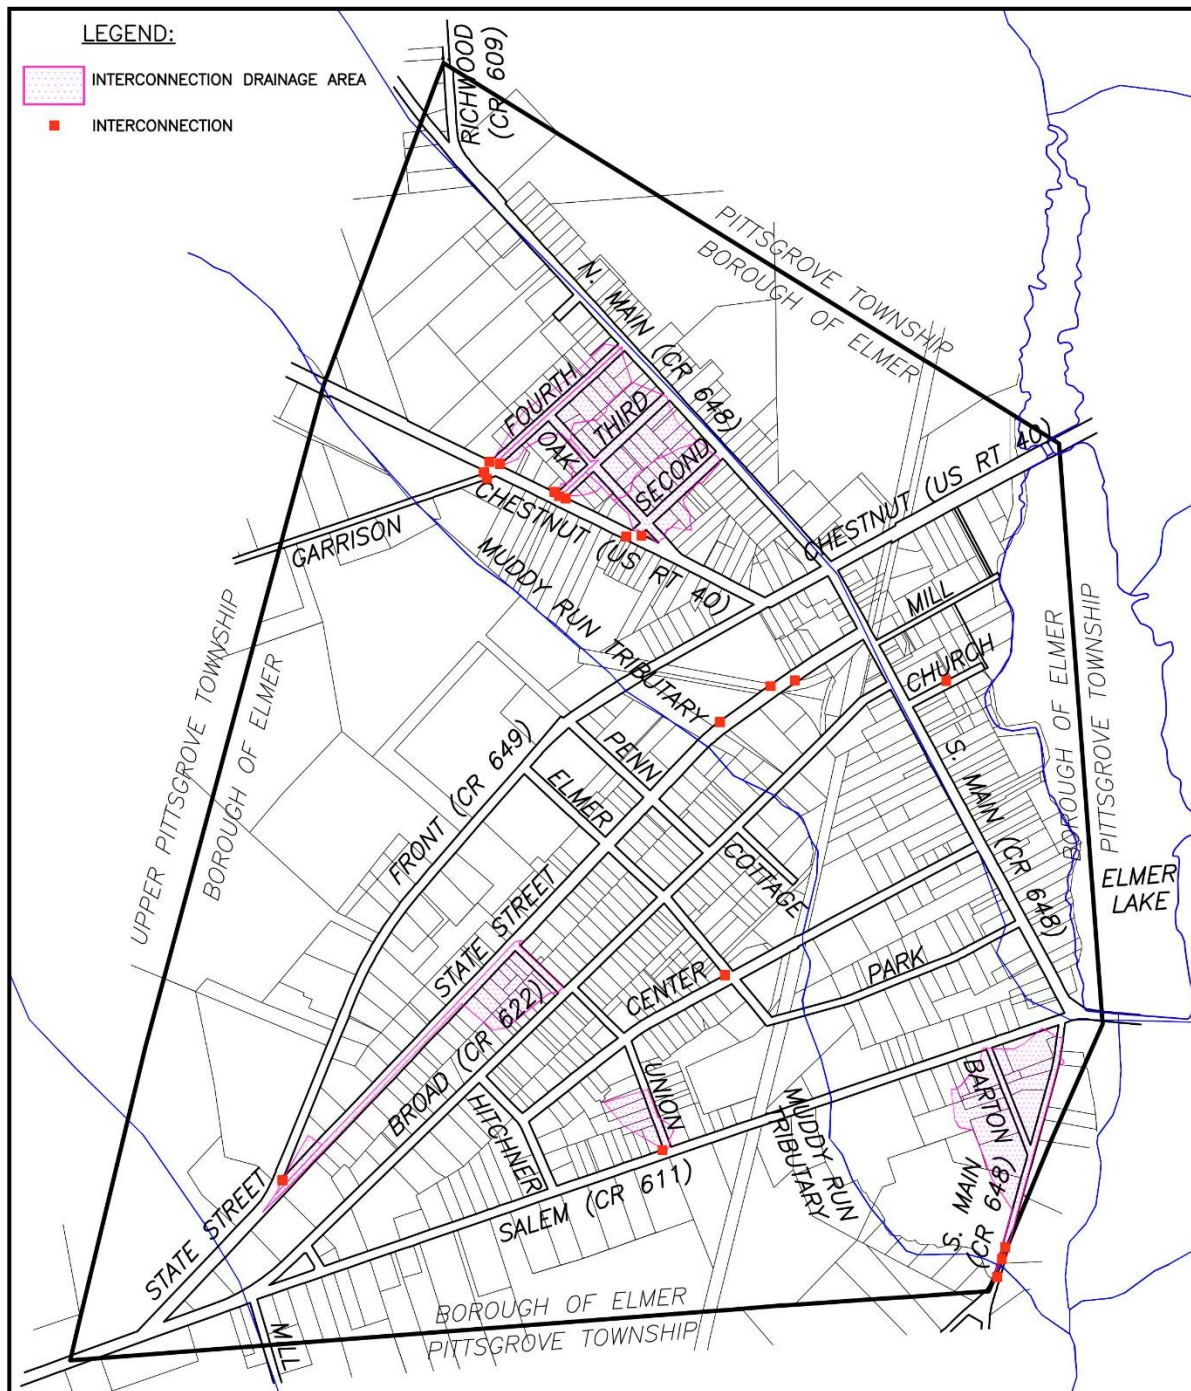 LEGEND:
INTERCONNECTION DRAINAGE AREA
INTERCONNECTION
RICHWOOD
(CR 609)
PITTSGROVE TOWNSHIP
BOROUGH OF ELMER
N. MAIN (CR 648)
FOURTH
THIRD
OAK
SECOND
CHESTNUT (US RT 40)
CHESTNUT (US RT 40)
GARRISON
MUDDY RUN TRIBUTARY
MILL
CHURCH
UPPER PITTSGROVE TOWNSHIP
BOROUGH OF ELMER
BOROUGH OF ELMER
PITTSGROVE TOWNSHIP
PENN
ELMER
FRONT (CR 649)
S. MAIN (CR 648)
COTTAGE
ELMER
LAKE
STATE STREET
PARK
CENTER
BROAD (CR 622)
UNION
BARTON
HITCHNER
MUDDY RUN
TRIBUTARY
SALEM (CR 611)
S. MAIN
(CR 648)
STATE STREET
BOROUGH OF ELMER
PITTSGROVE TOWNSHIP
MILL